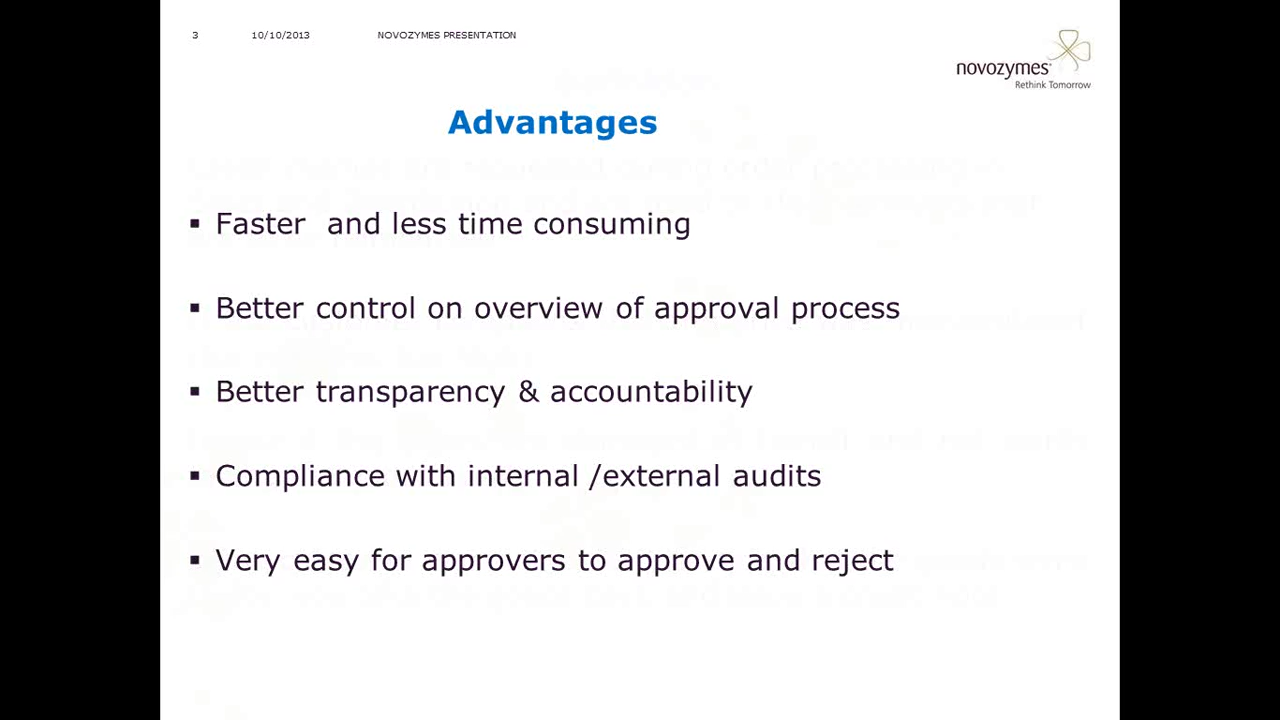 3 10/10/2013 NOVOZYMES PRESENTATION
novozymes
Rethink Tomorrow
Advantages
▪ Faster  and less time consuming
▪ Better control on overview of approval process
▪ Better transparency & accountability
▪ Compliance with internal /external audits
▪ Very easy for approvers to approve and reject